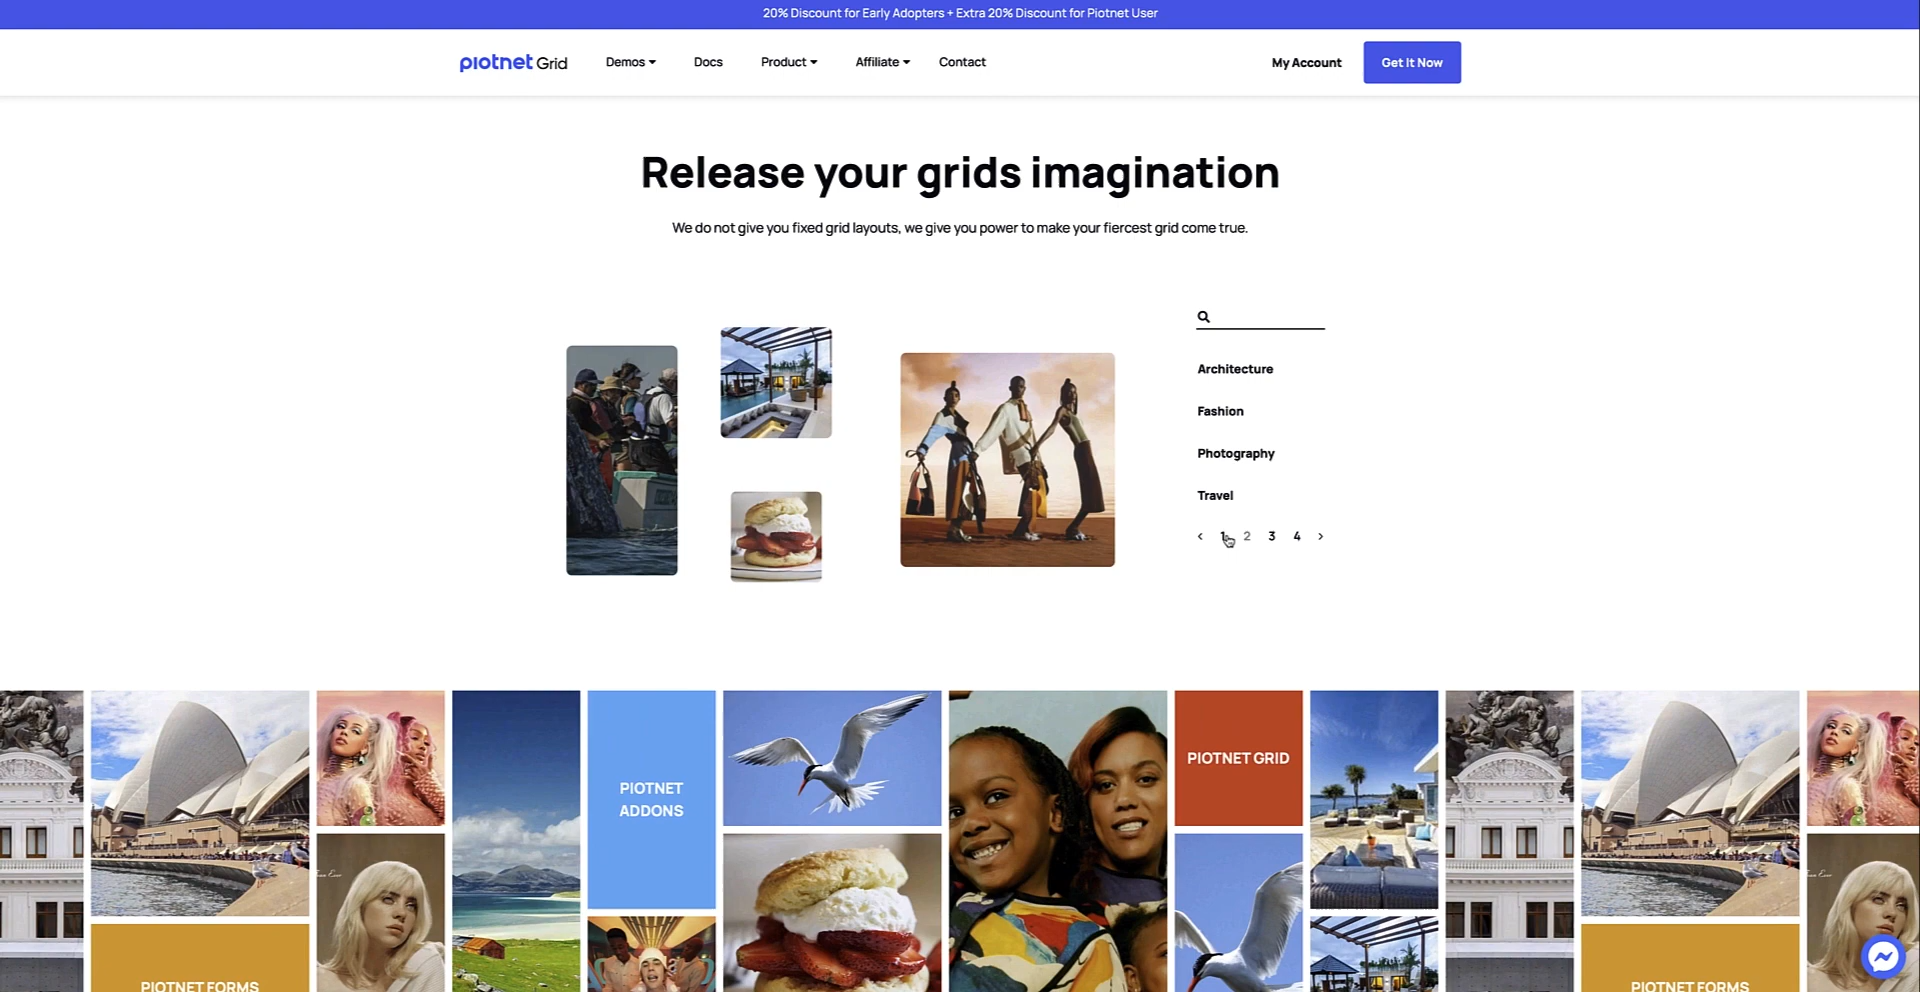 20% Discount for Early Adopters + Extra 20% Discount for Piotnet User
piotnet Grid
Demos
Docs
Product
Affiliate
Contact
My Account
Get It Now
Release your grids imagination
We do not give you fixed grid layouts, we give you power to make your fiercest grid come true.
Architecture
Fashion
Photography
Travel
< 1 2 3 4 >
PIOTNET
ADDONS
PIOTNET GRID
PIOTNET FORMS
PIOTNET FORMS